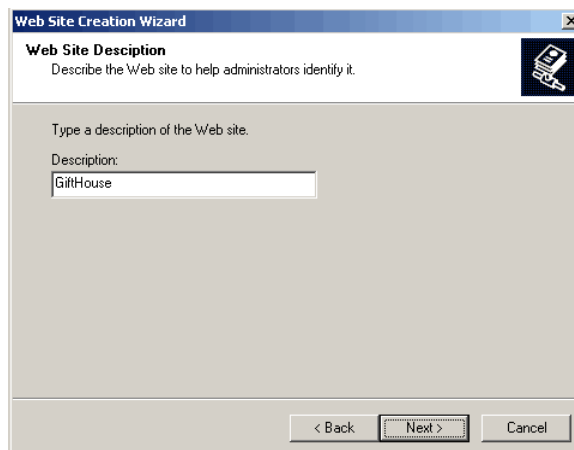 Web Site Creation Wizard
Web Site Desciption
Describe the Web site to help administrators identify it.
Type a description of the Web site.
Description:
GiftHouse
< Back Next > Cancel